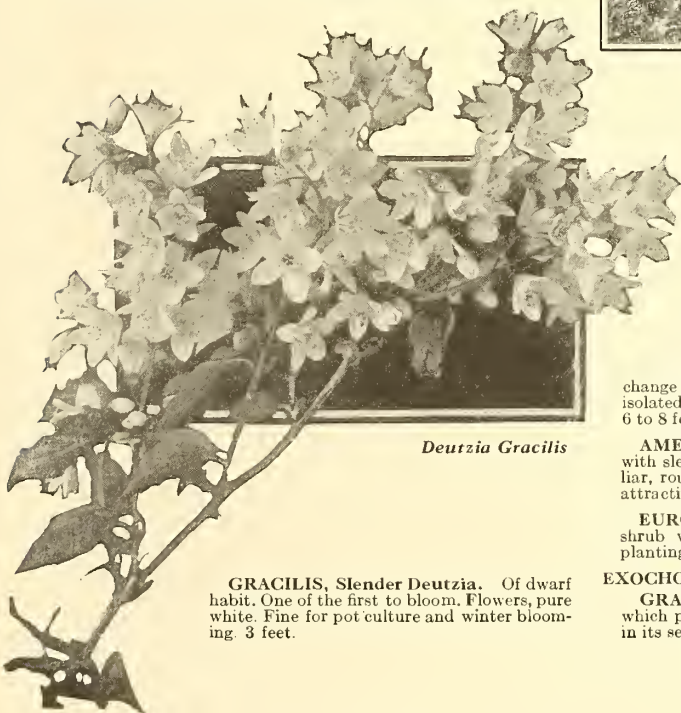 Deutzia Gracilis
GRACILIS, Slender Deutzia. Of dwarf
habit. One of the first to bloom. Flowers, pure
white. Fine for pot culture and winter bloom-
ing. 3 feet.
change
isolated
6 to 8 fe
AME
with sle
liar, rou
attracti
EURO
shrub w
planting
EXOCHO
GRA
which p
in its se